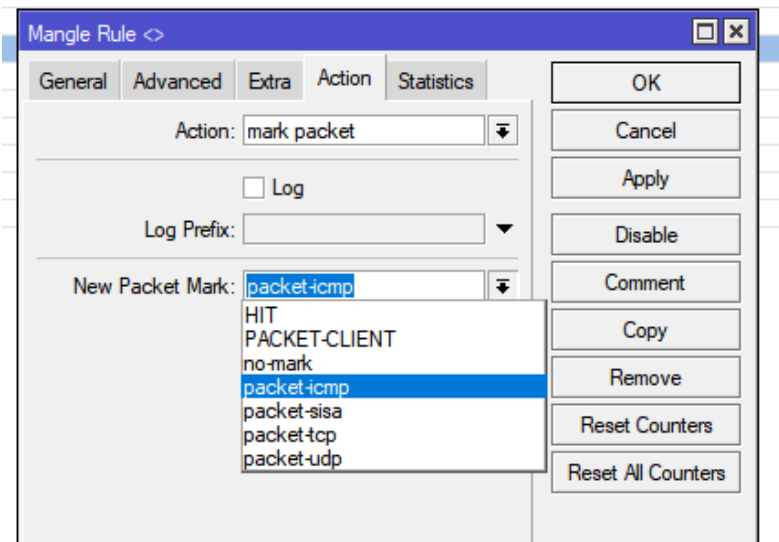 Mangle Rule <>
General Advanced Extra Action Statistics
Action: mark packet
Log
Log Prefix:
New Packet Mark: packet-icmp
HIT
PACKET-CLIENT
no-mark
packet-icmp
packet-sisa
packet-tcp
packet-udp
OK
Cancel
Apply
Disable
Comment
Copy
Remove
Reset Counters
Reset All Counters